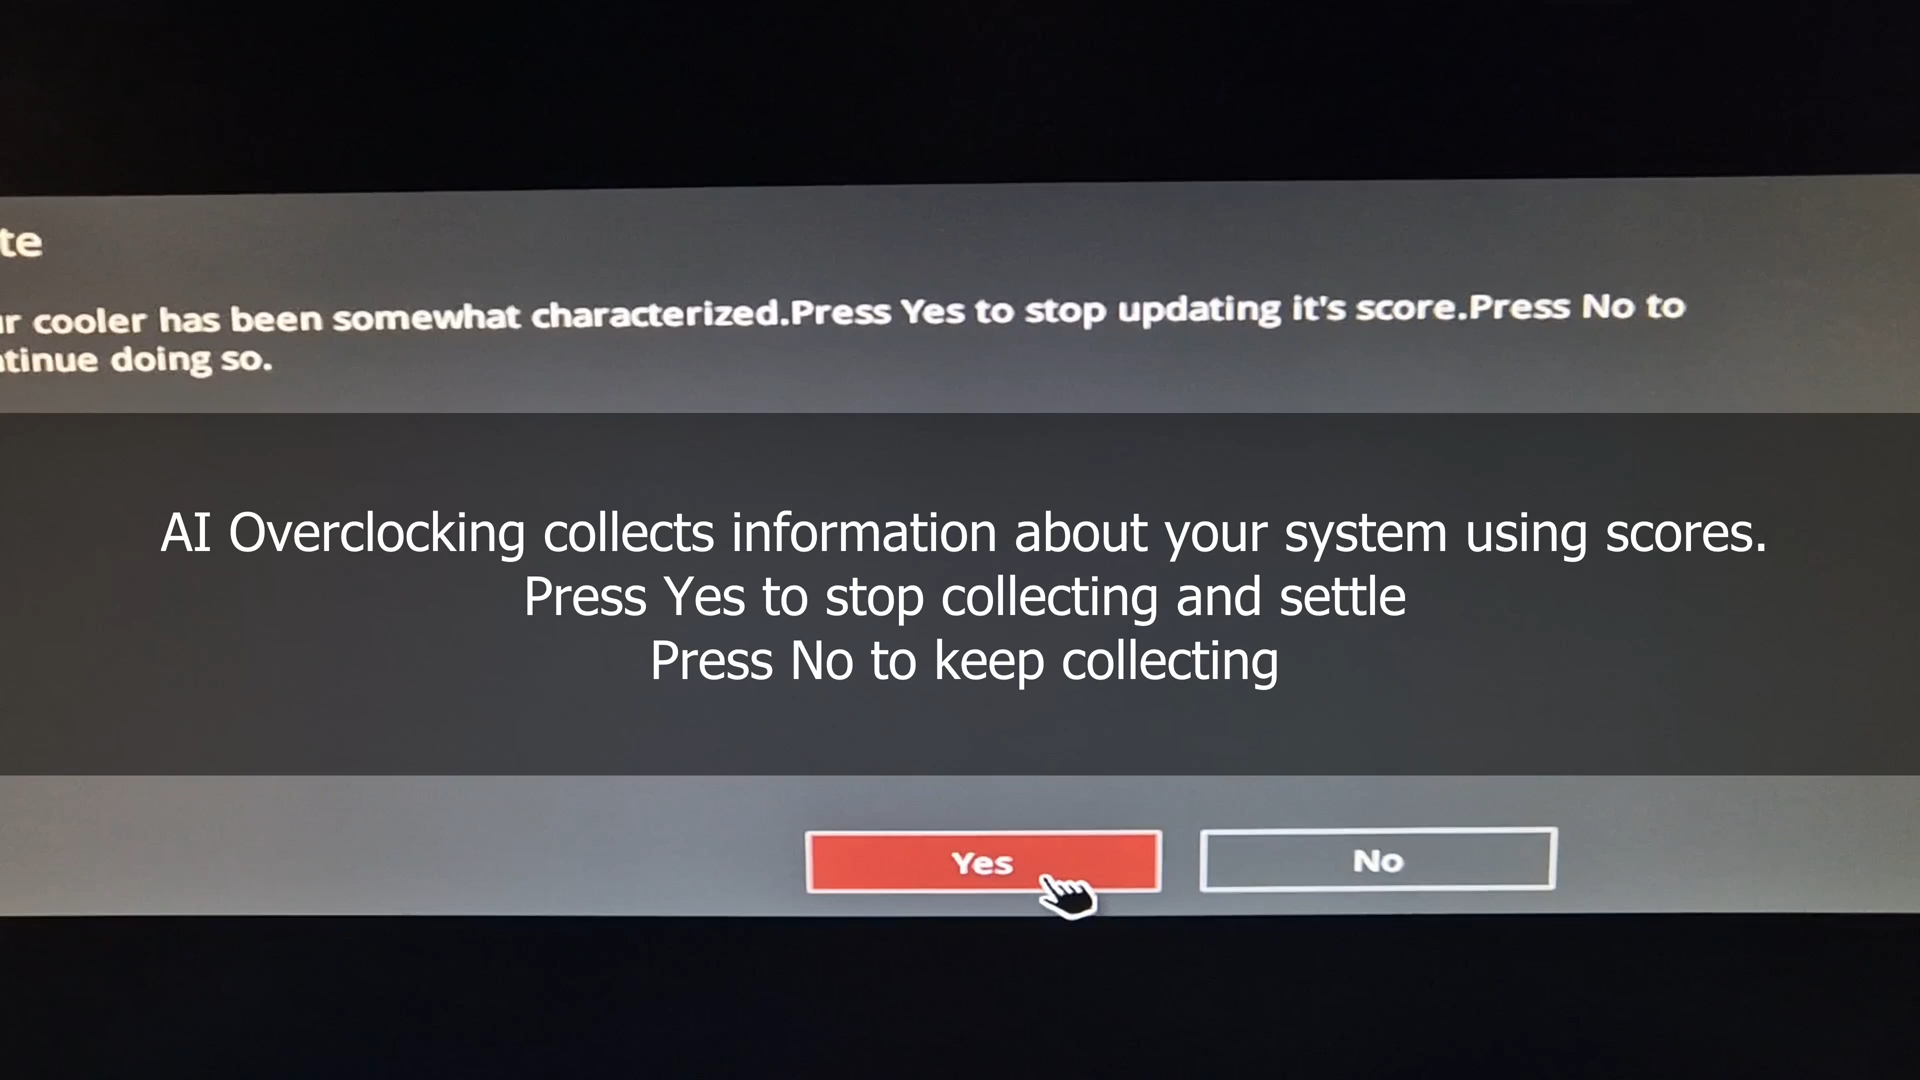 te
r cooler has been somewhat characterized.Press Yes to stop updating it's score.Press No to
tinue doing so.
AI Overclocking collects information about your system using scores.
Press Yes to stop collecting and settle
Press No to keep collecting
Yes No